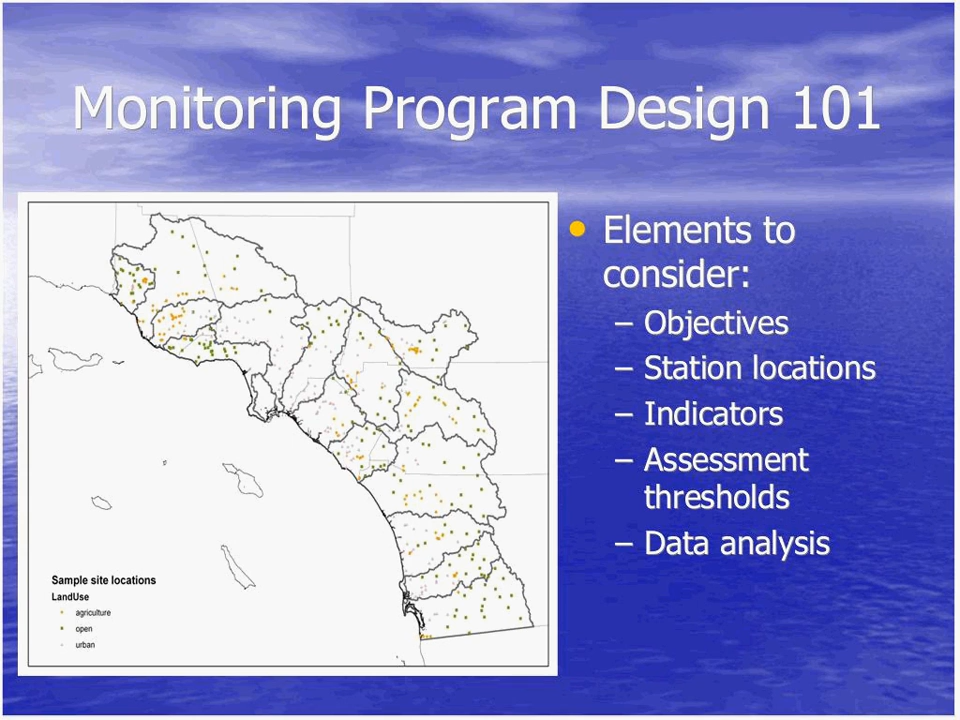 Monitoring Program Design 101
Sample site locations
LandUse
agriculture
open
urban
• Elements to
consider:
– Objectives
– Station locations
– Indicators
– Assessment
thresholds
– Data analysis